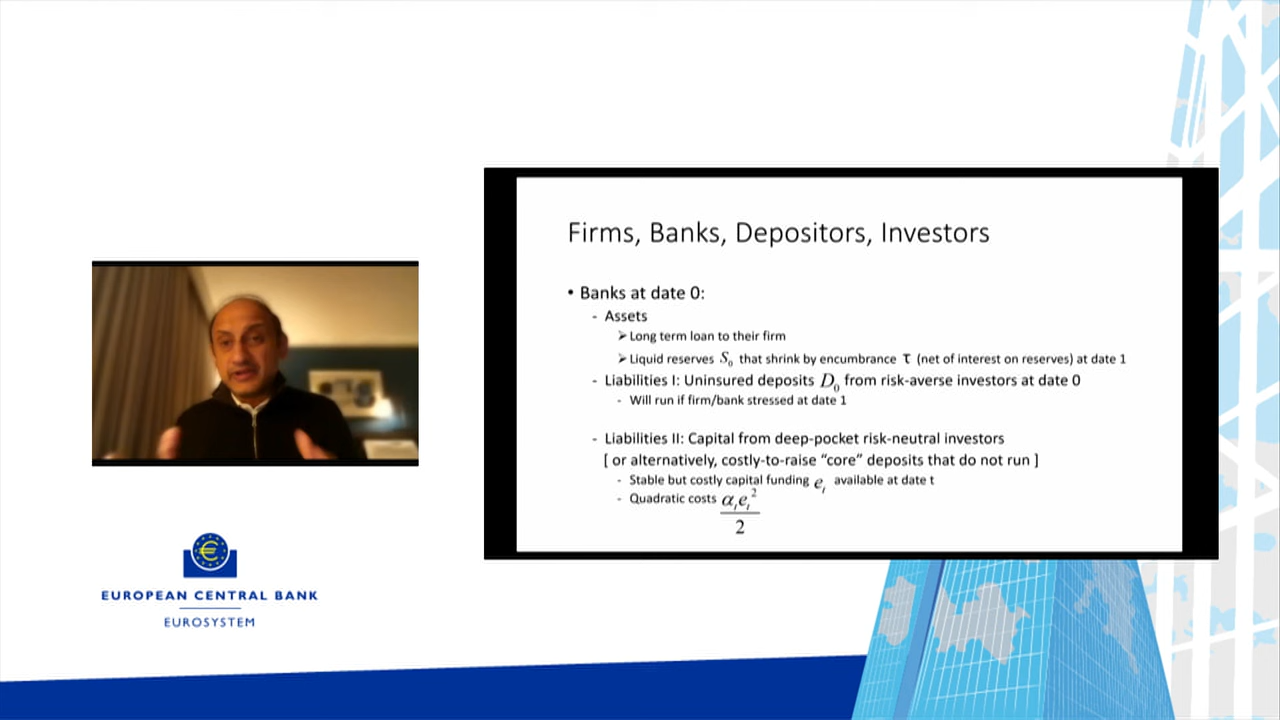 Firms, Banks, Depositors, Investors
• Banks at date 0:
- Assets
➢Long term loan to their firm
➢Liquid reserves S₀ that shrink by encumbrance τ (net of interest on reserves) at date 1
- Liabilities I: Uninsured deposits D₀ from risk-averse investors at date 0
- Will run if firm/bank stressed at date 1
- Liabilities II: Capital from deep-pocket risk-neutral investors
[ or alternatively, costly-to-raise “core” deposits that do not run ]
- Stable but costly capital funding eₜ available at date t
- Quadratic costs αₜeₜ²
2
€
EUROPEAN CENTRAL BANK
EUROSYSTEM